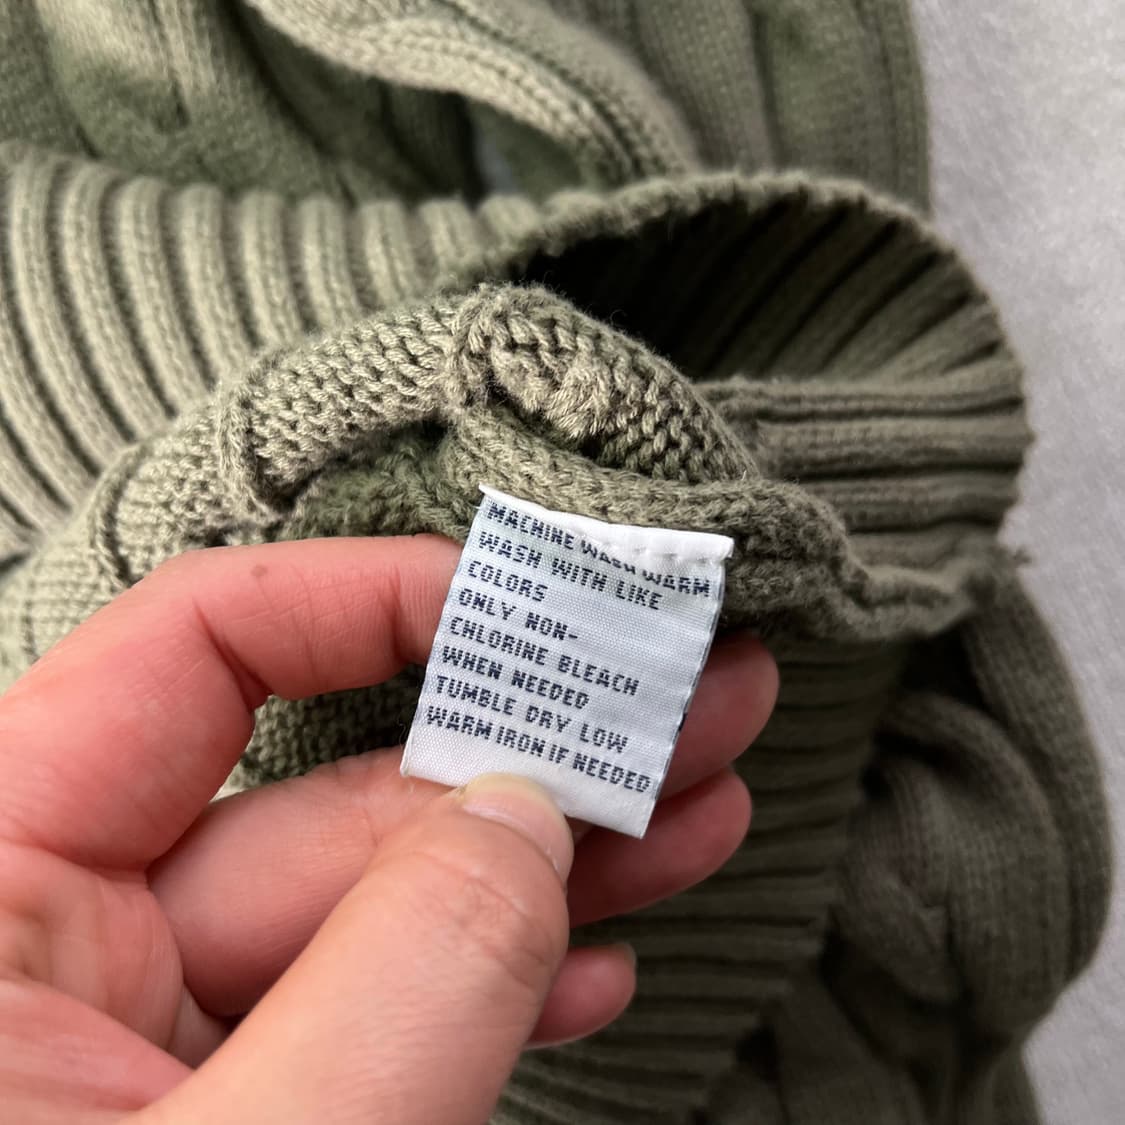 MACHINE WASH WARM
WASH WITH LIKE
COLORS
ONLY NON-
CHLORINE BLEACH
WHEN NEEDED
TUMBLE DRY LOW
WARM IRON IF NEEDED